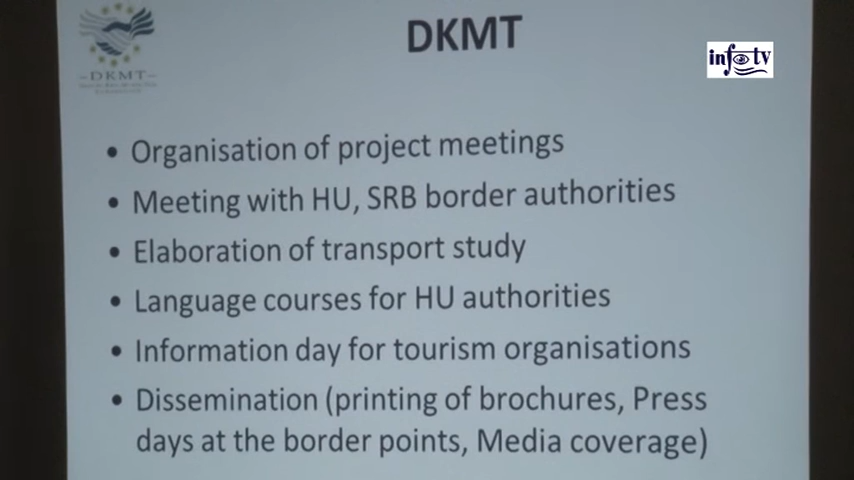 DKMT
infotv
-DKMT-
• Organisation of project meetings
• Meeting with HU, SRB border authorities
• Elaboration of transport study
• Language courses for HU authorities
• Information day for tourism organisations
• Dissemination (printing of brochures, Press
days at the border points, Media coverage)